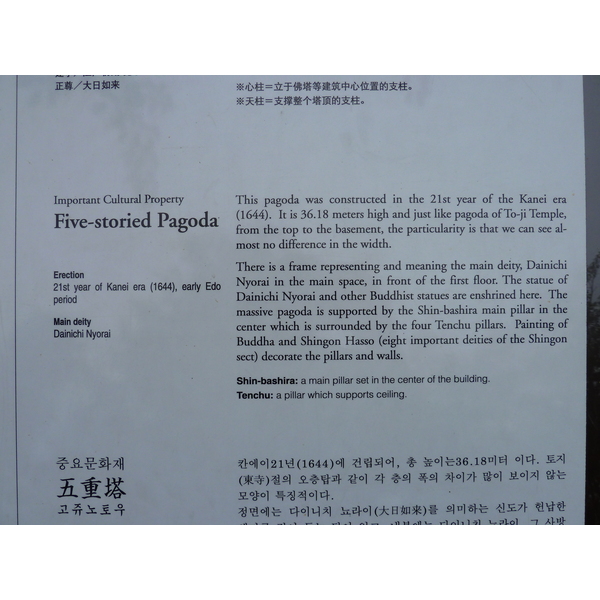 正尊／大日如来
※心柱＝立于佛塔等建筑中心位置的支柱。
※天柱＝支撑整个塔顶的支柱。
Important Cultural Property
Five-storied Pagoda
Erection
21st year of Kanei era (1644), early Edo
period
Main deity
Dainichi Nyorai
This pagoda was constructed in the 21st year of the Kanei era
(1644). It is 36.18 meters high and just like pagoda of To-ji Temple,
from the top to the basement, the particularity is that we can see al-
most no difference in the width.
There is a frame representing and meaning the main deity, Dainichi
Nyorai in the main space, in front of the first floor. The statue of
Dainichi Nyorai and other Buddhist statues are enshrined here. The
massive pagoda is supported by the Shin-bashira main pillar in the
center which is surrounded by the four Tenchu pillars. Painting of
Buddha and Shingon Hasso (eight important deities of the Shingon
sect) decorate the pillars and walls.
Shin-bashira: a main pillar set in the center of the building.
Tenchu: a pillar which supports ceiling.
중요문화재
五重塔
고쥬노토우
칸에이21년(1644)에 건립되어, 총 높이는36.18미터 이다. 토지
(東寺)절의 오층탑과 같이 각 층의 폭의 차이가 많이 보이지 않는
모양이 특징적이다.
정면에는 다이니치 뇨라이(大日如来)를 의미하는 신도가 헌납한